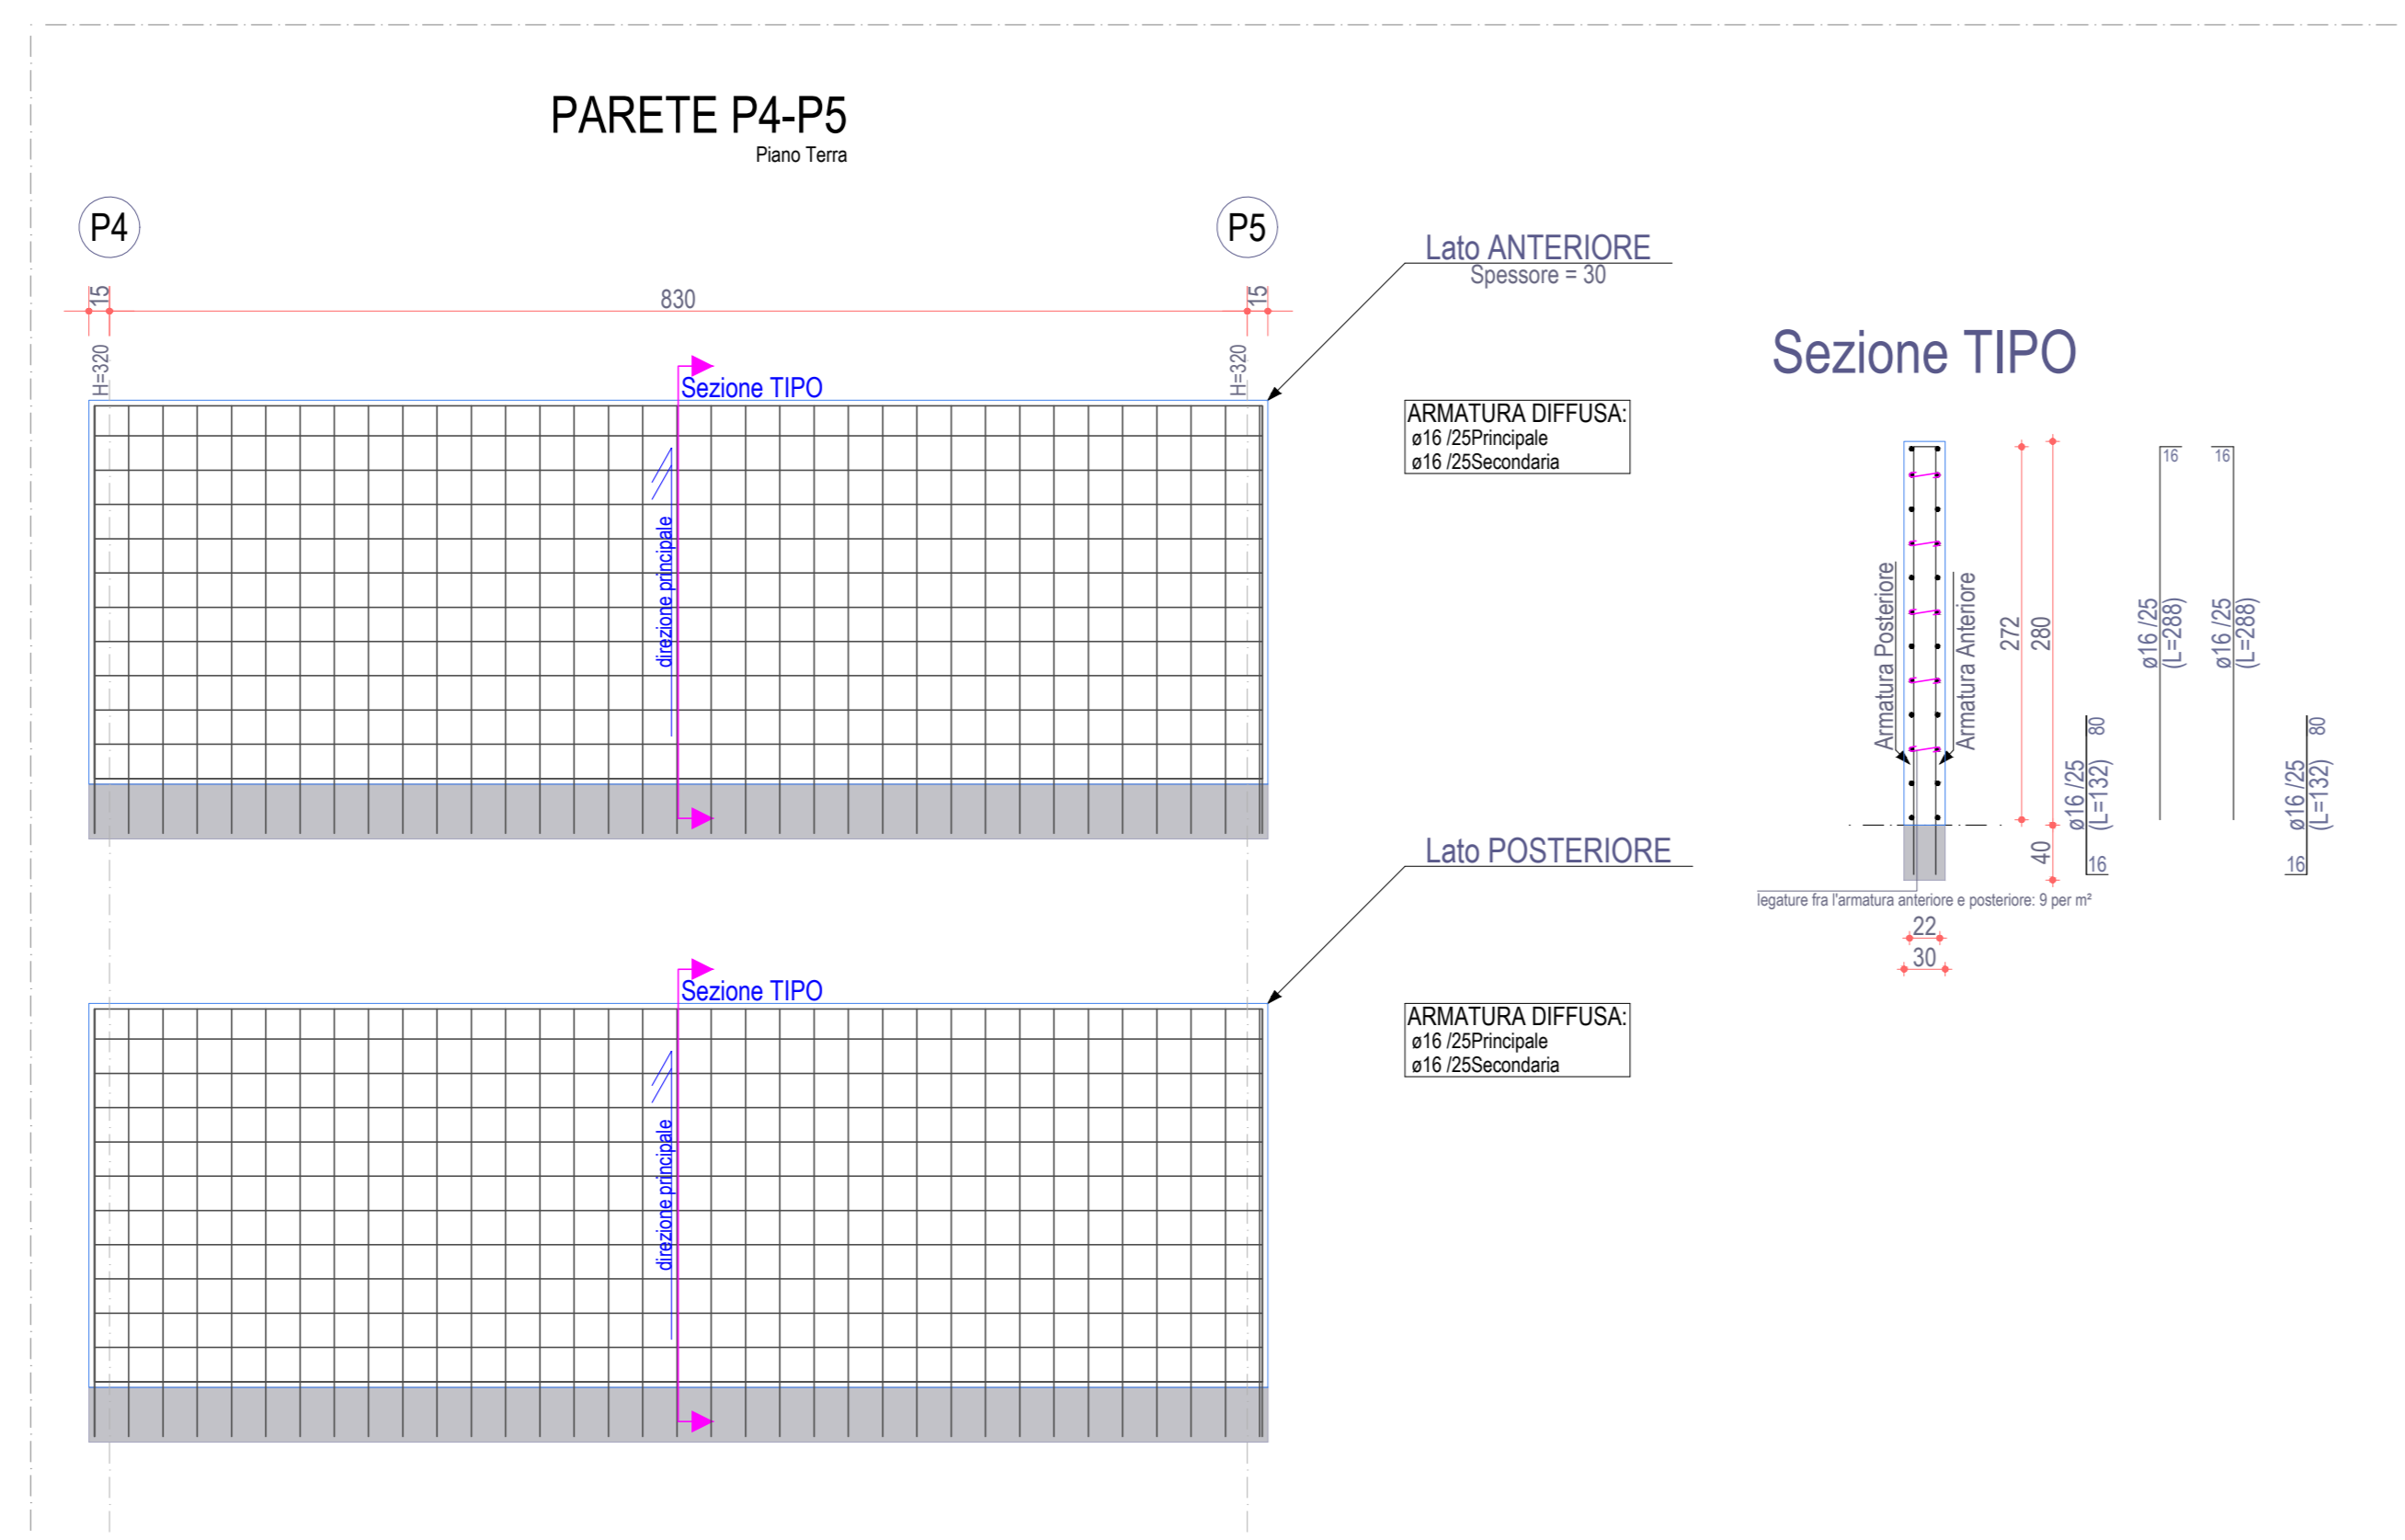 PARETE P4-P5
Piano Terra
P4
P5
15
830
15
H=320
H=320
Sezione TIPO
direzione principale
Lato ANTERIORE
Spessore = 30
ARMATURA DIFFUSA:
ø16 /25Principale
ø16 /25Secondaria
Sezione TIPO
direzione principale
Lato POSTERIORE
ARMATURA DIFFUSA:
ø16 /25Principale
ø16 /25Secondaria
Sezione TIPO
Armatura Posteriore
Armatura Anteriore
272
280
40
16
16
ø16 /25
(L=288)
ø16 /25
(L=288)
80
ø16 /25
(L=132)
16
80
ø16 /25
(L=132)
16
legature fra l'armatura anteriore e posteriore: 9 per m²
22
30